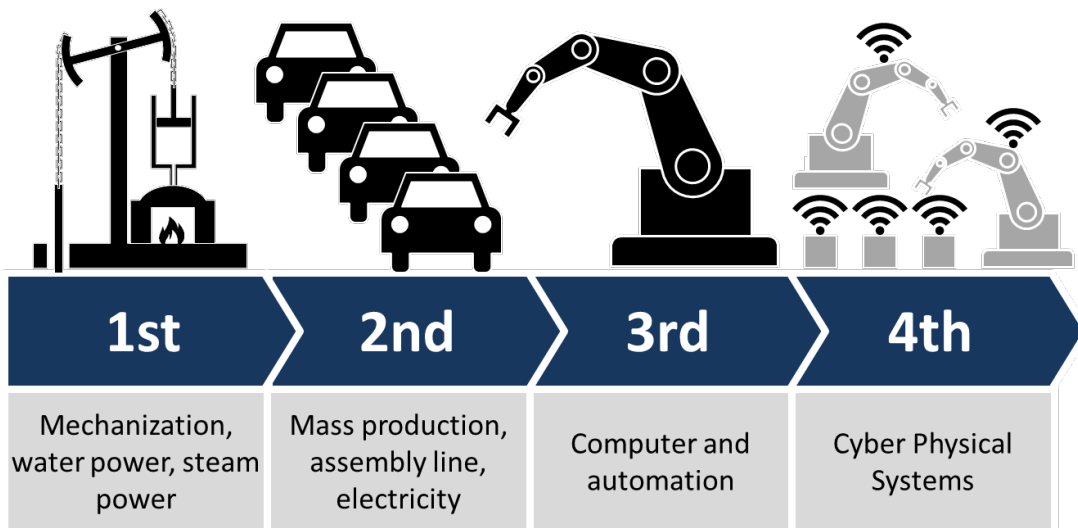 1st
2nd
3rd
4th
Mechanization,
water power, steam
power
Mass production,
assembly line,
electricity
Computer and
automation
Cyber Physical
Systems